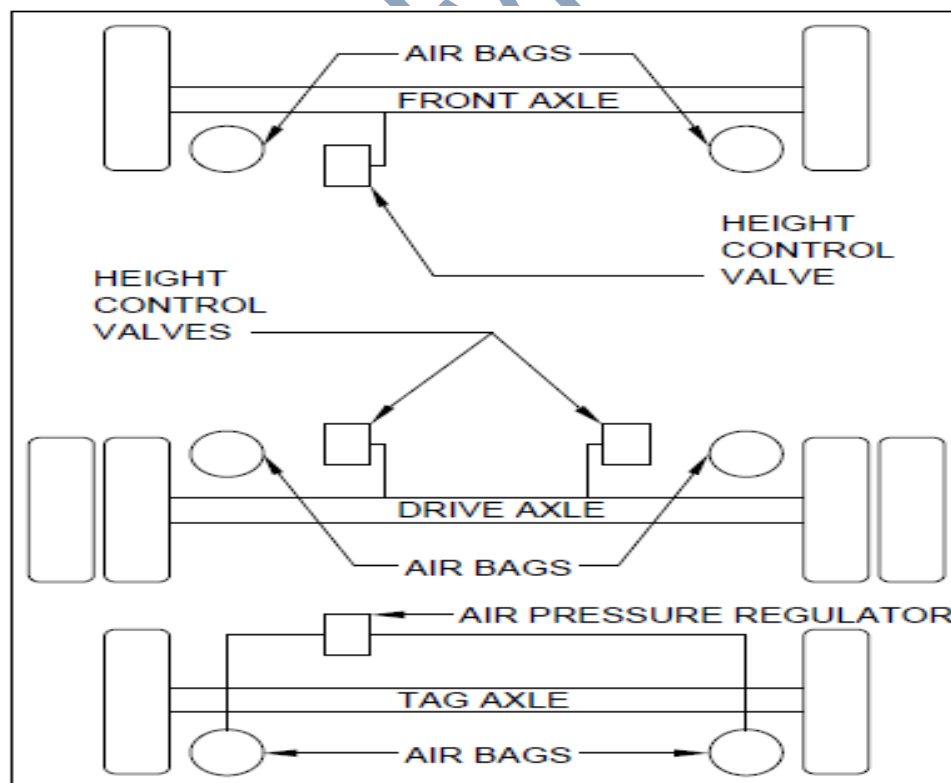 AIR BAGS
FRONT AXLE
HEIGHT
CONTROL
VALVE
HEIGHT
CONTROL
VALVES
DRIVE AXLE
AIR BAGS
AIR PRESSURE REGULATOR
TAG AXLE
AIR BAGS